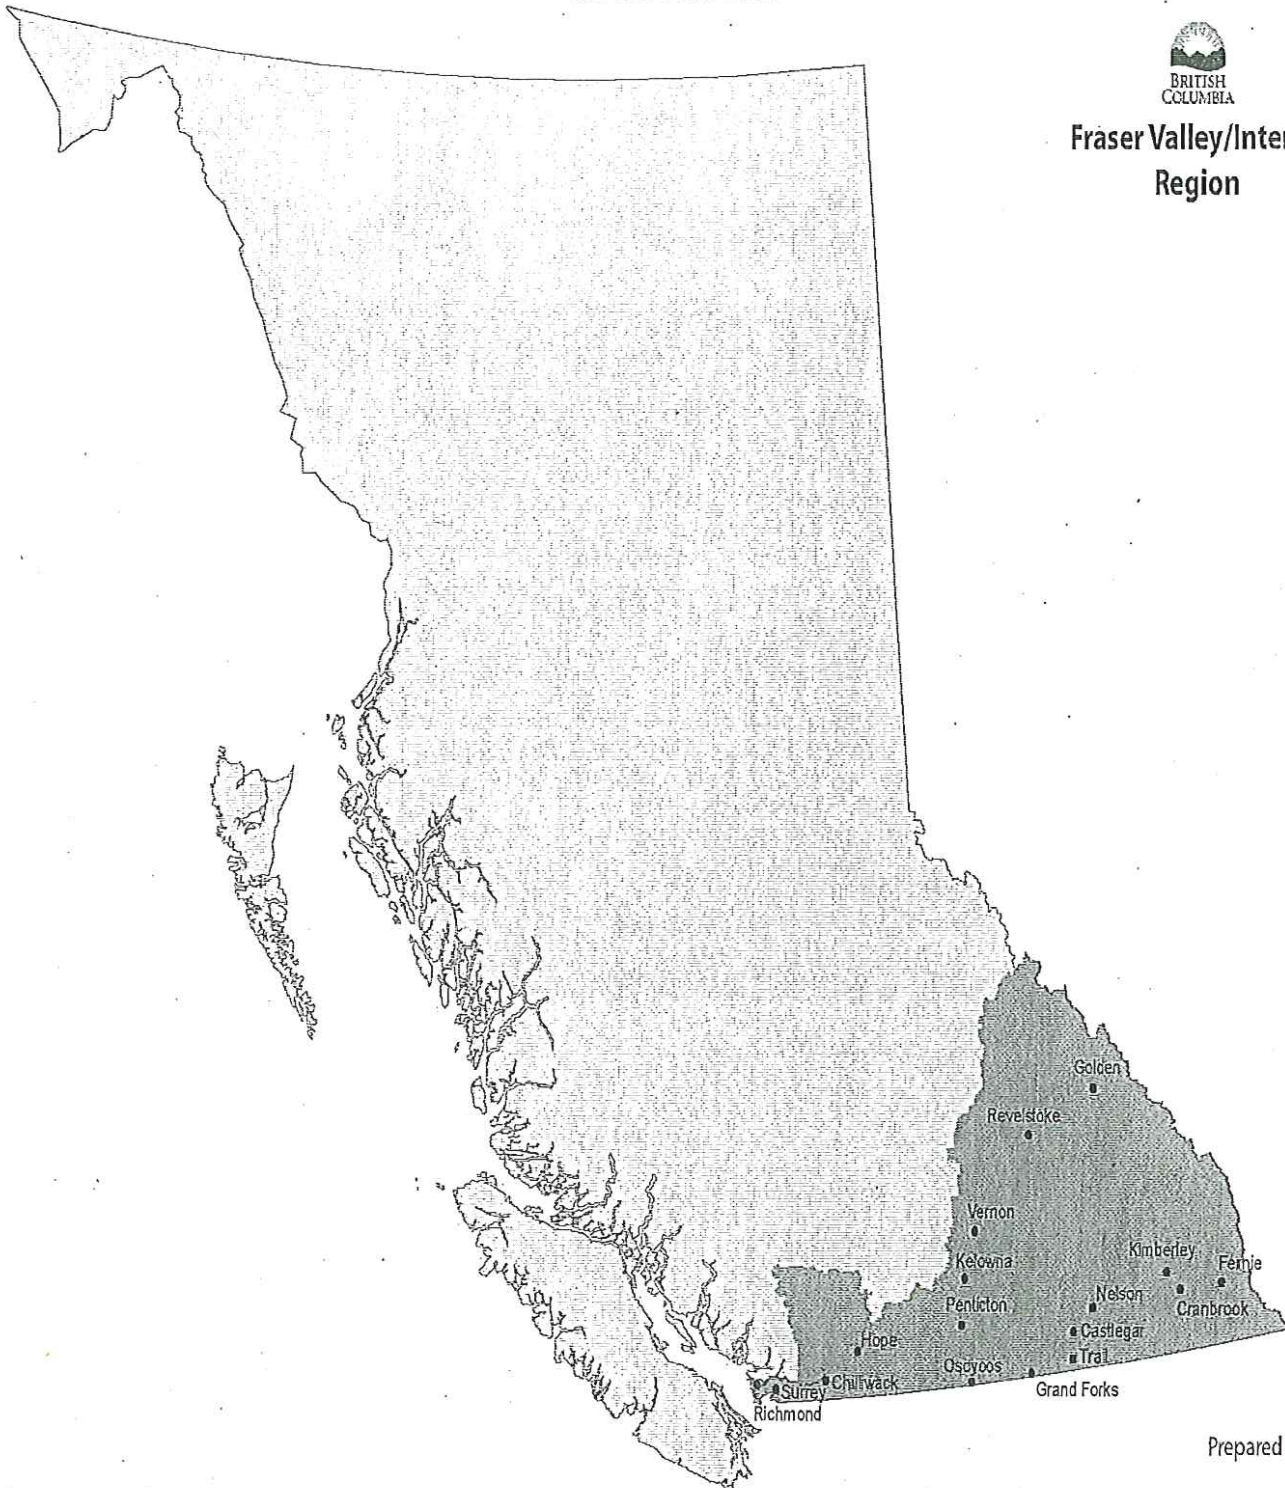 BRITISH
COLUMBIA
Fraser Valley/Inter
Region
Golden
Revelstoke
Vernon
Kelowna
Kimberley
Fernie
Cranbrook
Nelson
Penticton
Castlegar
Hope
Trail
Osoyoos
Chilliwack
Grand Forks
Surrey
Richmond
Prepared